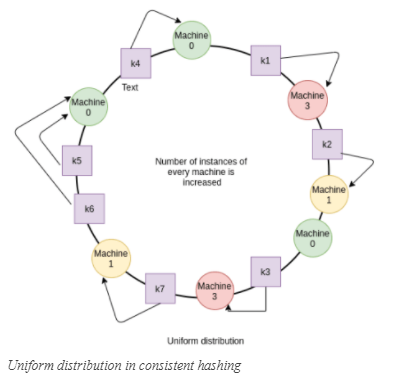 Machine
0
k4
k1
Text
Machine
3
Machine
0
k2
k5
Number of instances of
every machine is
increased
Machine
1
k6
Machine
0
Machine
1
k3
k7
Machine
3
Uniform distribution
Uniform distribution in consistent hashing